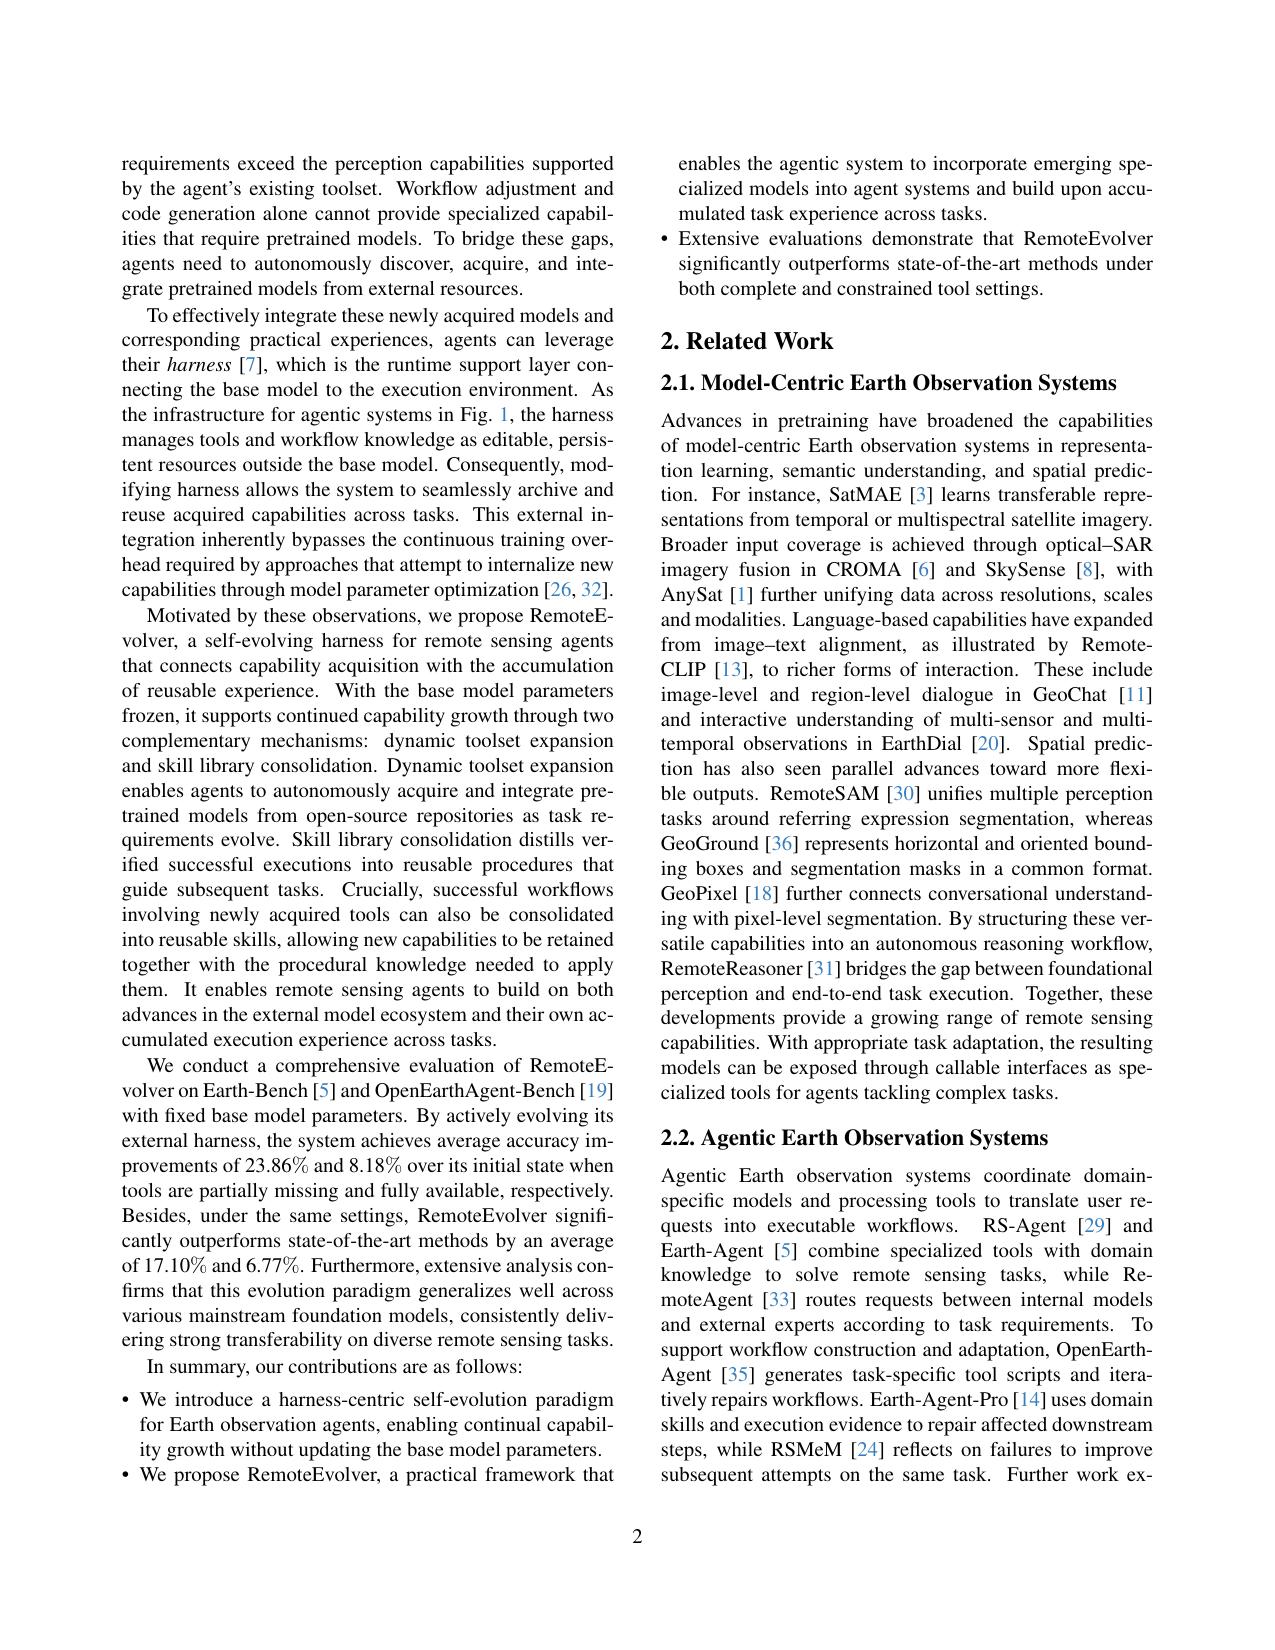 requirements exceed the perception capabilities supported
by the agent's existing toolset. Workflow adjustment and
code generation alone cannot provide specialized capabil-
ities that require pretrained models. To bridge these gaps,
agents need to autonomously discover, acquire, and inte-
grate pretrained models from external resources.
To effectively integrate these newly acquired models and
corresponding practical experiences, agents can leverage
their harness [7], which is the runtime support layer con-
necting the base model to the execution environment. As
the infrastructure for agentic systems in Fig. 1, the harness
manages tools and workflow knowledge as editable, persis-
tent resources outside the base model. Consequently, mod-
ifying harness allows the system to seamlessly archive and
reuse acquired capabilities across tasks. This external in-
tegration inherently bypasses the continuous training over-
head required by approaches that attempt to internalize new
capabilities through model parameter optimization [26, 32].
Motivated by these observations, we propose RemoteE-
volver, a self-evolving harness for remote sensing agents
that connects capability acquisition with the accumulation
of reusable experience. With the base model parameters
frozen, it supports continued capability growth through two
complementary mechanisms: dynamic toolset expansion
and skill library consolidation. Dynamic toolset expansion
enables agents to autonomously acquire and integrate pre-
trained models from open-source repositories as task re-
quirements evolve. Skill library consolidation distills ver-
ified successful executions into reusable procedures that
guide subsequent tasks. Crucially, successful workflows
involving newly acquired tools can also be consolidated
into reusable skills, allowing new capabilities to be retained
together with the procedural knowledge needed to apply
them. It enables remote sensing agents to build on both
advances in the external model ecosystem and their own ac-
cumulated execution experience across tasks.
We conduct a comprehensive evaluation of RemoteE-
volver on Earth-Bench [5] and OpenEarthAgent-Bench [19]
with fixed base model parameters. By actively evolving its
external harness, the system achieves average accuracy im-
provements of 23.86% and 8.18% over its initial state when
tools are partially missing and fully available, respectively.
Besides, under the same settings, RemoteEvolver signifi-
cantly outperforms state-of-the-art methods by an average
of 17.10% and 6.77%. Furthermore, extensive analysis con-
firms that this evolution paradigm generalizes well across
various mainstream foundation models, consistently deliv-
ering strong transferability on diverse remote sensing tasks.
In summary, our contributions are as follows:
• We introduce a harness-centric self-evolution paradigm
for Earth observation agents, enabling continual capabil-
ity growth without updating the base model parameters.
• We propose RemoteEvolver, a practical framework that
enables the agentic system to incorporate emerging spe-
cialized models into agent systems and build upon accu-
mulated task experience across tasks.
• Extensive evaluations demonstrate that RemoteEvolver
significantly outperforms state-of-the-art methods under
both complete and constrained tool settings.
2. Related Work
2.1. Model-Centric Earth Observation Systems
Advances in pretraining have broadened the capabilities
of model-centric Earth observation systems in representa-
tion learning, semantic understanding, and spatial predic-
tion. For instance, SatMAE [3] learns transferable repre-
sentations from temporal or multispectral satellite imagery.
Broader input coverage is achieved through optical–SAR
imagery fusion in CROMA [6] and SkySense [8], with
AnySat [1] further unifying data across resolutions, scales
and modalities. Language-based capabilities have expanded
from image–text alignment, as illustrated by Remote-
CLIP [13], to richer forms of interaction. These include
image-level and region-level dialogue in GeoChat [11]
and interactive understanding of multi-sensor and multi-
temporal observations in EarthDial [20]. Spatial predic-
tion has also seen parallel advances toward more flexi-
ble outputs. RemoteSAM [30] unifies multiple perception
tasks around referring expression segmentation, whereas
GeoGround [36] represents horizontal and oriented bound-
ing boxes and segmentation masks in a common format.
GeoPixel [18] further connects conversational understand-
ing with pixel-level segmentation. By structuring these ver-
satile capabilities into an autonomous reasoning workflow,
RemoteReasoner [31] bridges the gap between foundational
perception and end-to-end task execution. Together, these
developments provide a growing range of remote sensing
capabilities. With appropriate task adaptation, the resulting
models can be exposed through callable interfaces as spe-
cialized tools for agents tackling complex tasks.
2.2. Agentic Earth Observation Systems
Agentic Earth observation systems coordinate domain-
specific models and processing tools to translate user re-
quests into executable workflows. RS-Agent [29] and
Earth-Agent [5] combine specialized tools with domain
knowledge to solve remote sensing tasks, while Re-
moteAgent [33] routes requests between internal models
and external experts according to task requirements. To
support workflow construction and adaptation, OpenEarth-
Agent [35] generates task-specific tool scripts and itera-
tively repairs workflows. Earth-Agent-Pro [14] uses domain
skills and execution evidence to repair affected downstream
steps, while RSMeM [24] reflects on failures to improve
subsequent attempts on the same task. Further work ex-
2